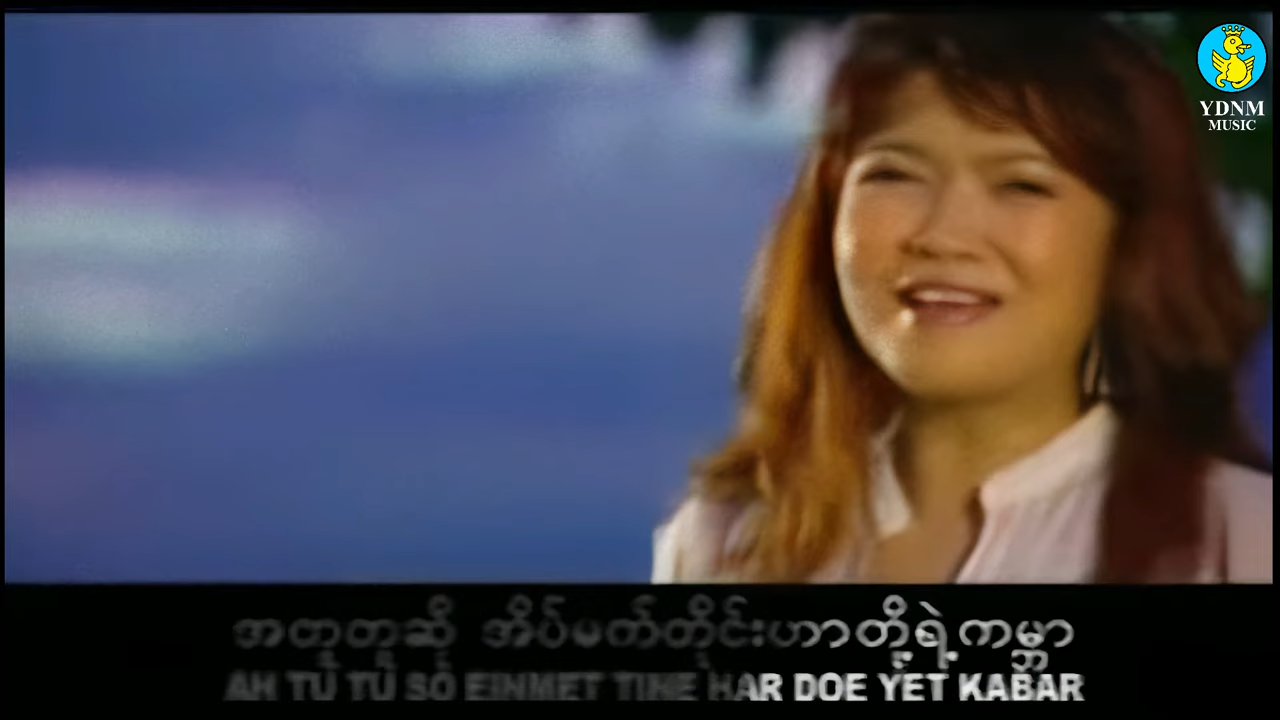 YDNM
MUSIC
အတူတူဆို အိပ်မက်တိုင်းဟာတို့ရဲ့ကမ္ဘာ
AH TU TU SO EINMET TINE HAR DOE YET KABAR